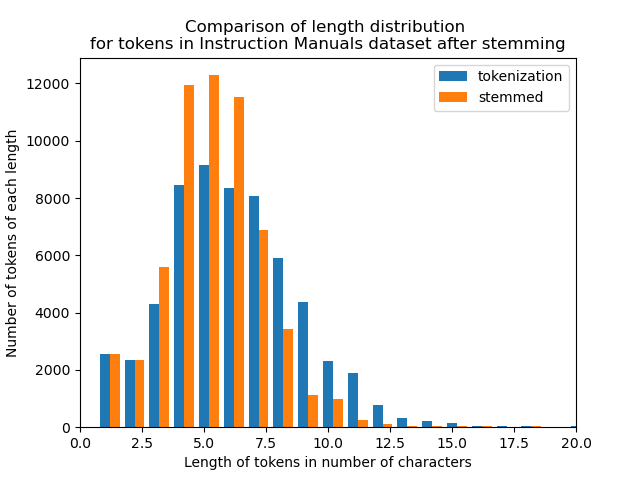 Comparison of length distribution
for tokens in Instruction Manuals dataset after stemming
tokenization
stemmed
Number of tokens of each length
12000
10000
8000
6000
4000
2000
0
0.0 2.5 5.0 7.5 10.0 12.5 15.0 17.5 20.0
Length of tokens in number of characters